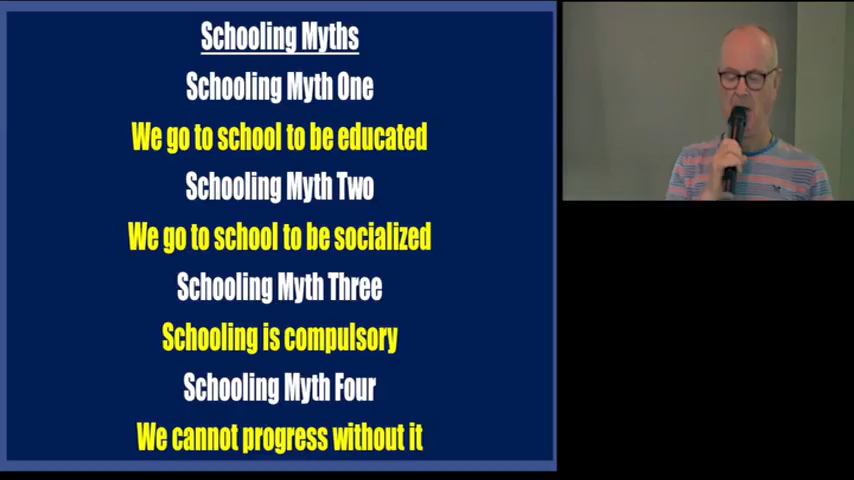 Schooling Myths
Schooling Myth One
We go to school to be educated
Schooling Myth Two
We go to school to be socialized
Schooling Myth Three
Schooling is compulsory
Schooling Myth Four
We cannot progress without it